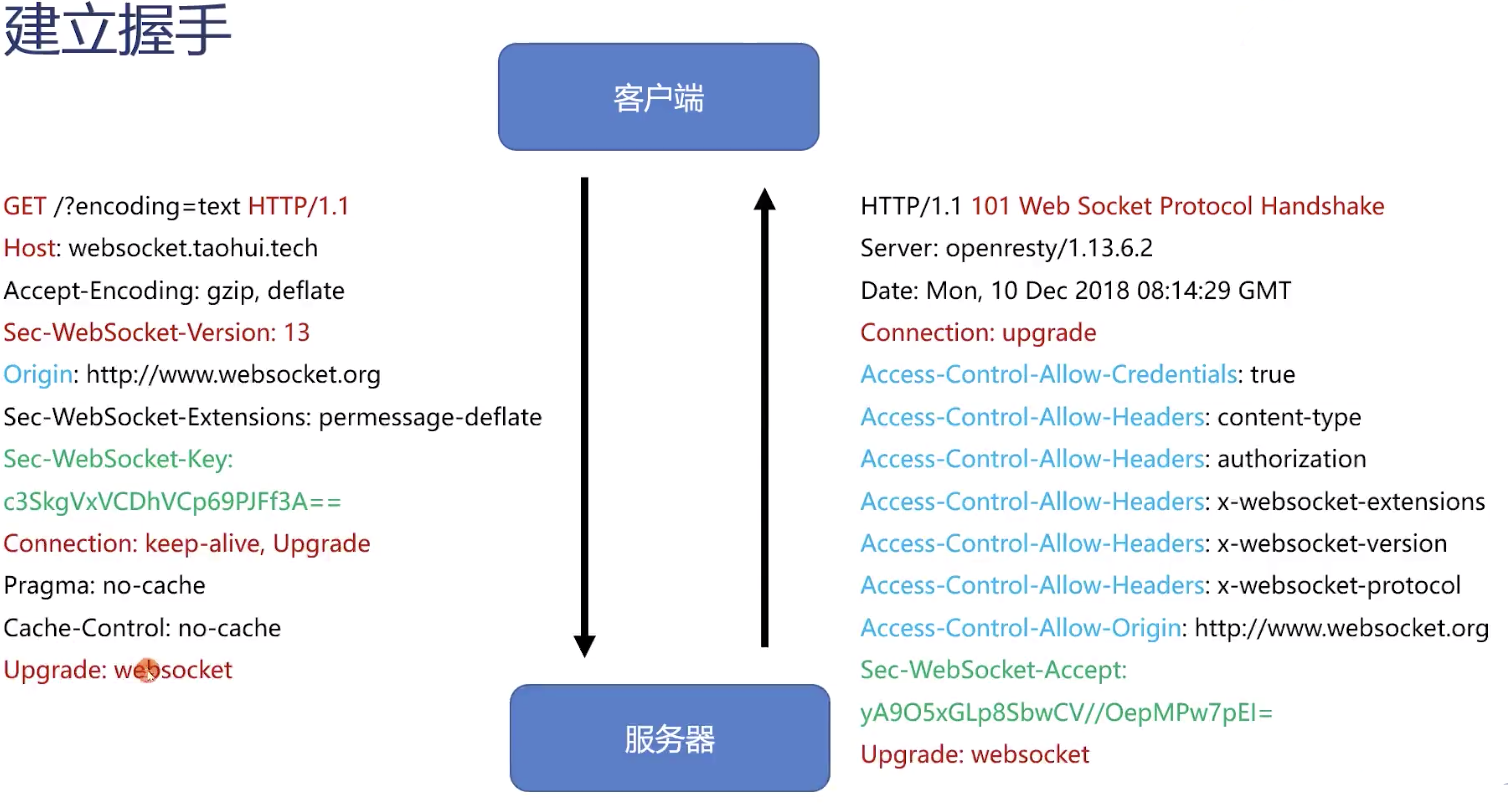 建立握手
客户端
GET /?encoding=text HTTP/1.1
Host: websocket.taohui.tech
Accept-Encoding: gzip, deflate
Sec-WebSocket-Version: 13
Origin: http://www.websocket.org
Sec-WebSocket-Extensions: permessage-deflate
Sec-WebSocket-Key:
c3SkgVxVCDhVCp69PJFf3A==
Connection: keep-alive, Upgrade
Pragma: no-cache
Cache-Control: no-cache
Upgrade: websocket
HTTP/1.1 101 Web Socket Protocol Handshake
Server: openresty/1.13.6.2
Date: Mon, 10 Dec 2018 08:14:29 GMT
Connection: upgrade
Access-Control-Allow-Credentials: true
Access-Control-Allow-Headers: content-type
Access-Control-Allow-Headers: authorization
Access-Control-Allow-Headers: x-websocket-extensions
Access-Control-Allow-Headers: x-websocket-version
Access-Control-Allow-Headers: x-websocket-protocol
Access-Control-Allow-Origin: http://www.websocket.org
Sec-WebSocket-Accept:
yA9O5xGLp8SbwCV//OepMPw7pEI=
Upgrade: websocket
服务器